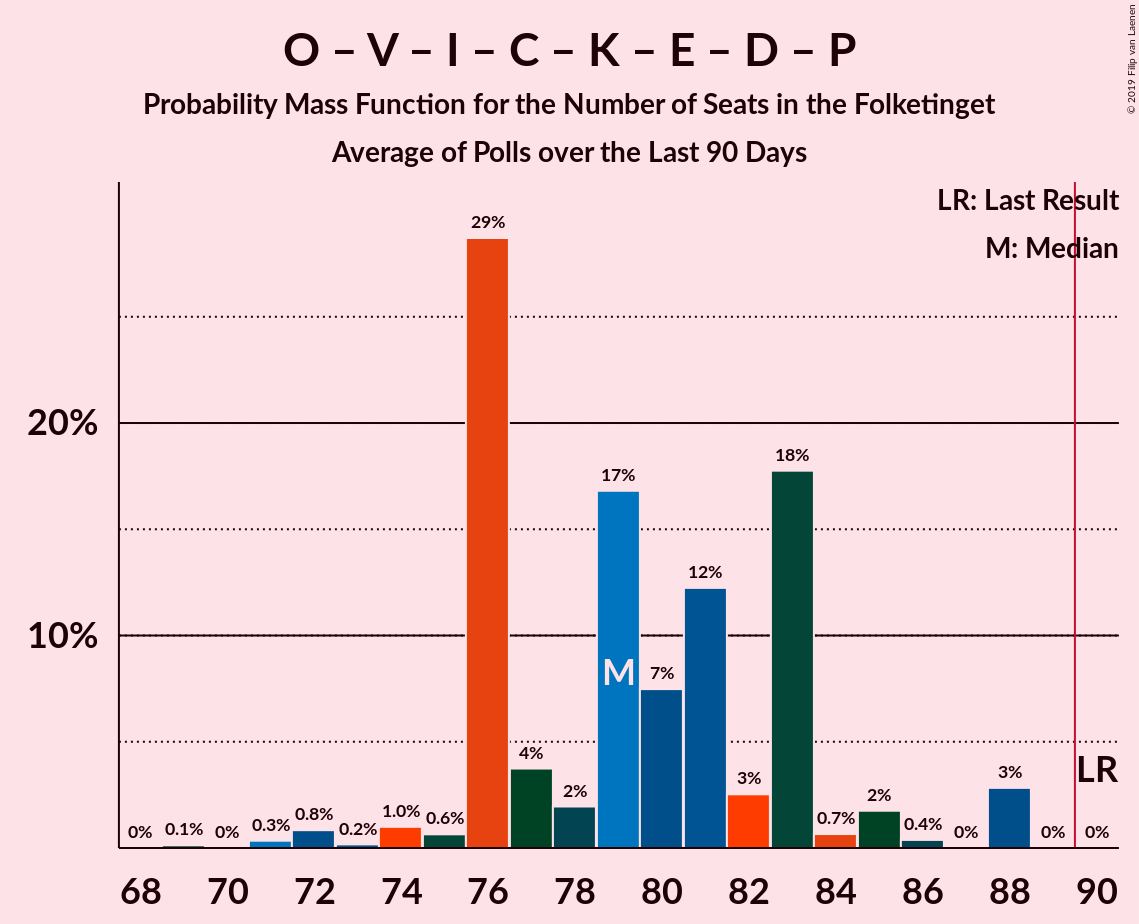 O – V – I – C – K – E – D – P
Probability Mass Function for the Number of Seats in the Folketinget
Average of Polls over the Last 90 Days
© 2019 Filip van Laenen
LR: Last Result
M: Median
29%
20%
18%
17%
12%
10%
M
7%
4%
3%
3%
LR
2%
2%
0% 0.1% 0% 0.3% 0.8% 0.2% 1.0% 0.6% 0.7% 0.4% 0% 0% 0%
68 70 72 74 76 78 80 82 84 86 88 90